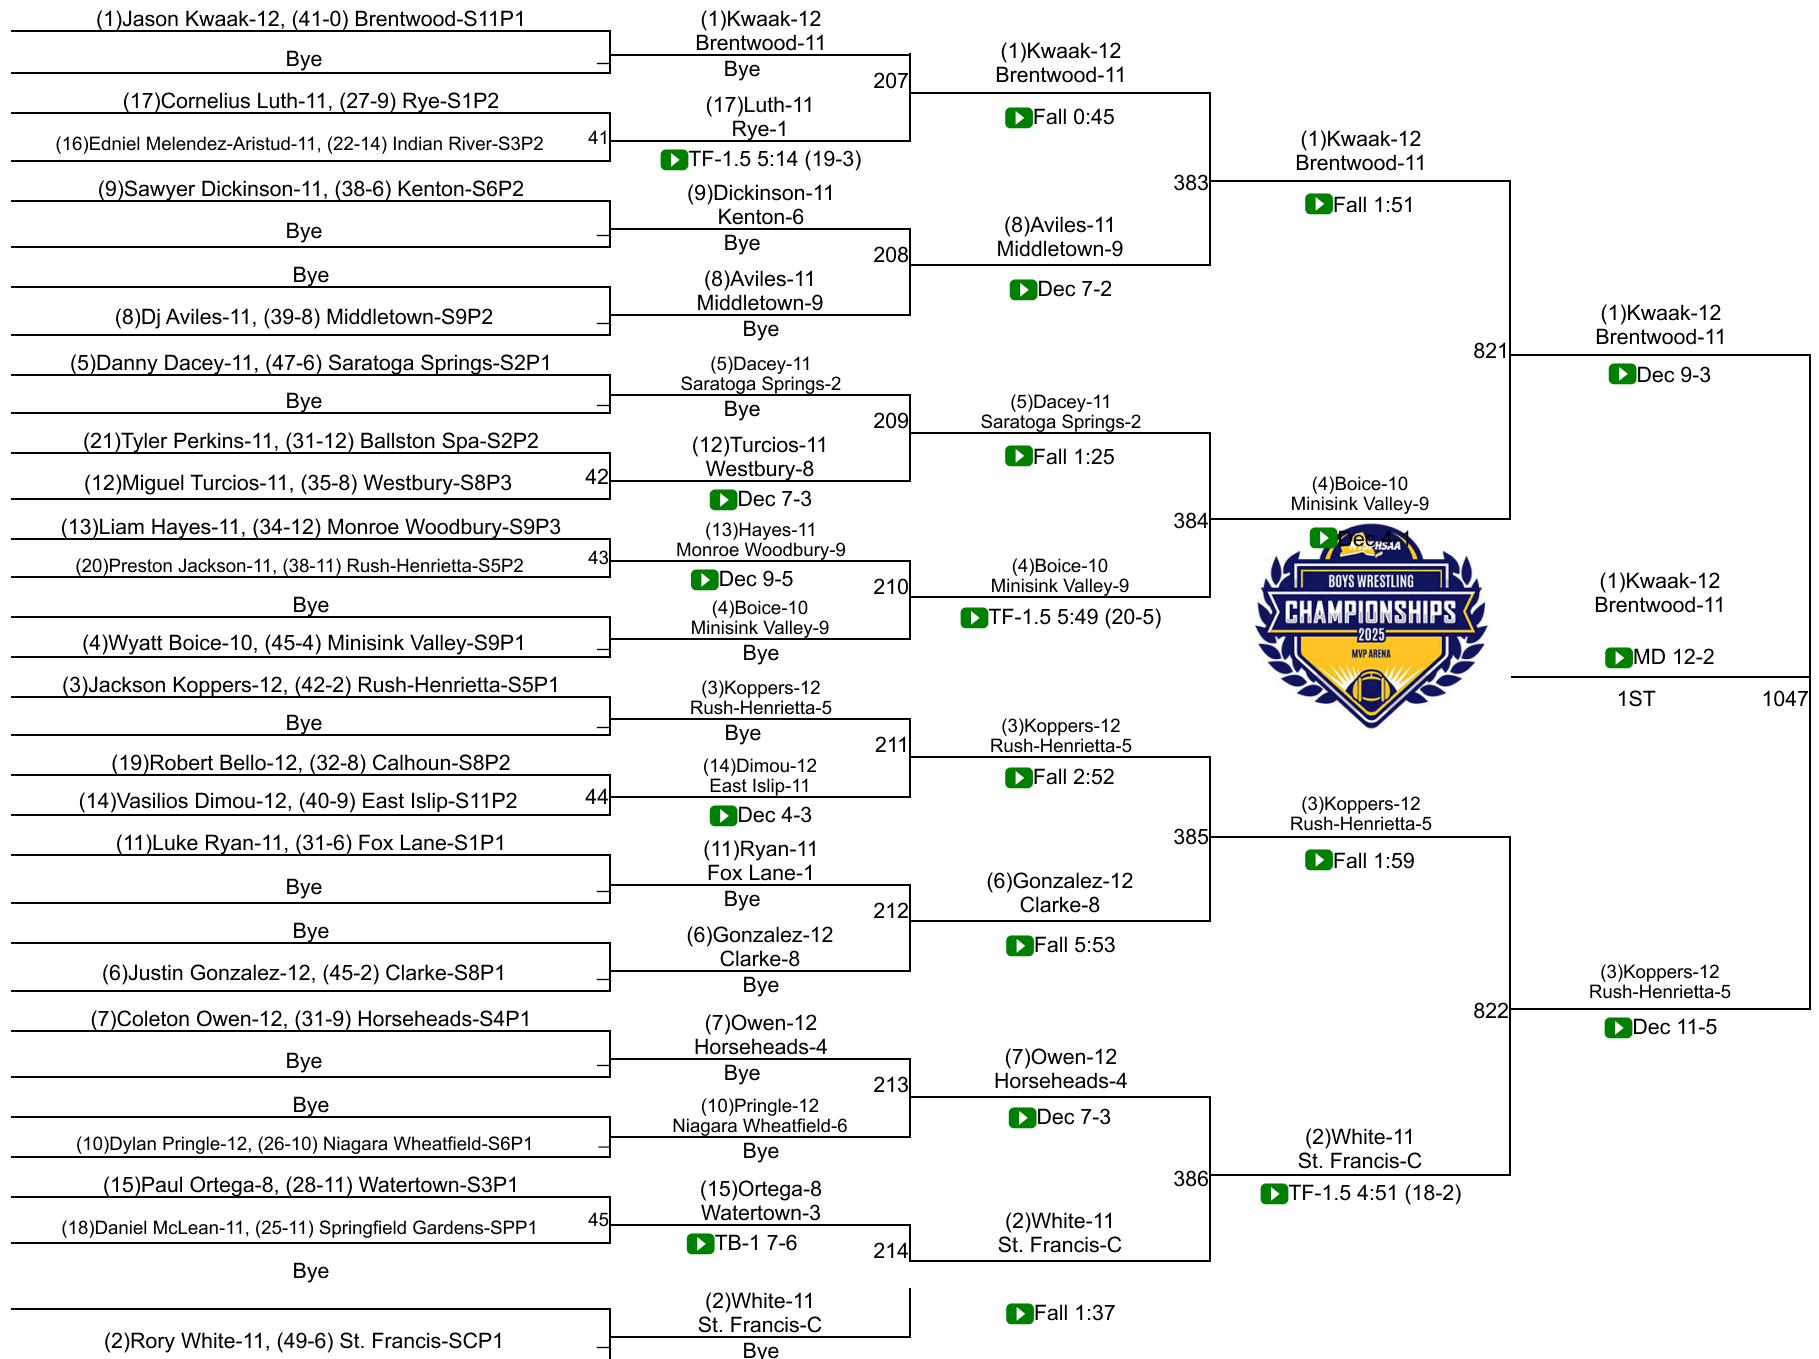 (1)Jason Kwaak-12, (41-0) Brentwood-S11P1
Bye
(17)Cornelius Luth-11, (27-9) Rye-S1P2
(16)Edniel Melendez-Aristud-11, (22-14) Indian River-S3P2
41
(9)Sawyer Dickinson-11, (38-6) Kenton-S6P2
Bye
Bye
(8)Dj Aviles-11, (39-8) Middletown-S9P2
(5)Danny Dacey-11, (47-6) Saratoga Springs-S2P1
Bye
(21)Tyler Perkins-11, (31-12) Ballston Spa-S2P2
(12)Miguel Turcios-11, (35-8) Westbury-S8P3
42
(13)Liam Hayes-11, (34-12) Monroe Woodbury-S9P3
(20)Preston Jackson-11, (38-11) Rush-Henrietta-S5P2
43
Bye
(4)Wyatt Boice-10, (45-4) Minisink Valley-S9P1
(3)Jackson Koppers-12, (42-2) Rush-Henrietta-S5P1
Bye
(19)Robert Bello-12, (32-8) Calhoun-S8P2
(14)Vasilios Dimou-12, (40-9) East Islip-S11P2
44
(11)Luke Ryan-11, (31-6) Fox Lane-S1P1
Bye
Bye
(6)Justin Gonzalez-12, (45-2) Clarke-S8P1
(7)Coleton Owen-12, (31-9) Horseheads-S4P1
Bye
Bye
(10)Dylan Pringle-12, (26-10) Niagara Wheatfield-S6P1
(15)Paul Ortega-8, (28-11) Watertown-S3P1
(18)Daniel McLean-11, (25-11) Springfield Gardens-SPP1
45
Bye
(2)Rory White-11, (49-6) St. Francis-SCP1
(1)Kwaak-12
Brentwood-11
Bye
207
(17)Luth-11
Rye-1
TF-1.5 5:14 (19-3)
(9)Dickinson-11
Kenton-6
Bye
208
(8)Aviles-11
Middletown-9
Bye
(5)Dacey-11
Saratoga Springs-2
Bye
209
(12)Turcios-11
Westbury-8
Dec 7-3
(13)Hayes-11
Monroe Woodbury-9
Dec 9-5
210
(4)Boice-10
Minisink Valley-9
Bye
(3)Koppers-12
Rush-Henrietta-5
Bye
211
(14)Dimou-12
East Islip-11
Dec 4-3
(11)Ryan-11
Fox Lane-1
Bye
212
(6)Gonzalez-12
Clarke-8
Bye
(7)Owen-12
Horseheads-4
Bye
213
(10)Pringle-12
Niagara Wheatfield-6
Bye
(15)Ortega-8
Watertown-3
TB-1 7-6
214
(2)White-11
St. Francis-C
Bye
(1)Kwaak-12
Brentwood-11
Fall 0:45
383
(8)Aviles-11
Middletown-9
Dec 7-2
(5)Dacey-11
Saratoga Springs-2
Fall 1:25
384
(4)Boice-10
Minisink Valley-9
TF-1.5 5:49 (20-5)
(3)Koppers-12
Rush-Henrietta-5
Fall 2:52
385
(6)Gonzalez-12
Clarke-8
Fall 5:53
(7)Owen-12
Horseheads-4
Dec 7-3
386
(2)White-11
St. Francis-C
Fall 1:37
(1)Kwaak-12
Brentwood-11
Fall 1:51
821
(4)Boice-10
Minisink Valley-9
Dec 4-1
NYSPHSAA
BOYS WRESTLING
CHAMPIONSHIPS
2025
MVP ARENA
(3)Koppers-12
Rush-Henrietta-5
Fall 1:59
822
(2)White-11
St. Francis-C
TF-1.5 4:51 (18-2)
(1)Kwaak-12
Brentwood-11
Dec 9-3
(1)Kwaak-12
Brentwood-11
MD 12-2
1ST
1047
(3)Koppers-12
Rush-Henrietta-5
Dec 11-5